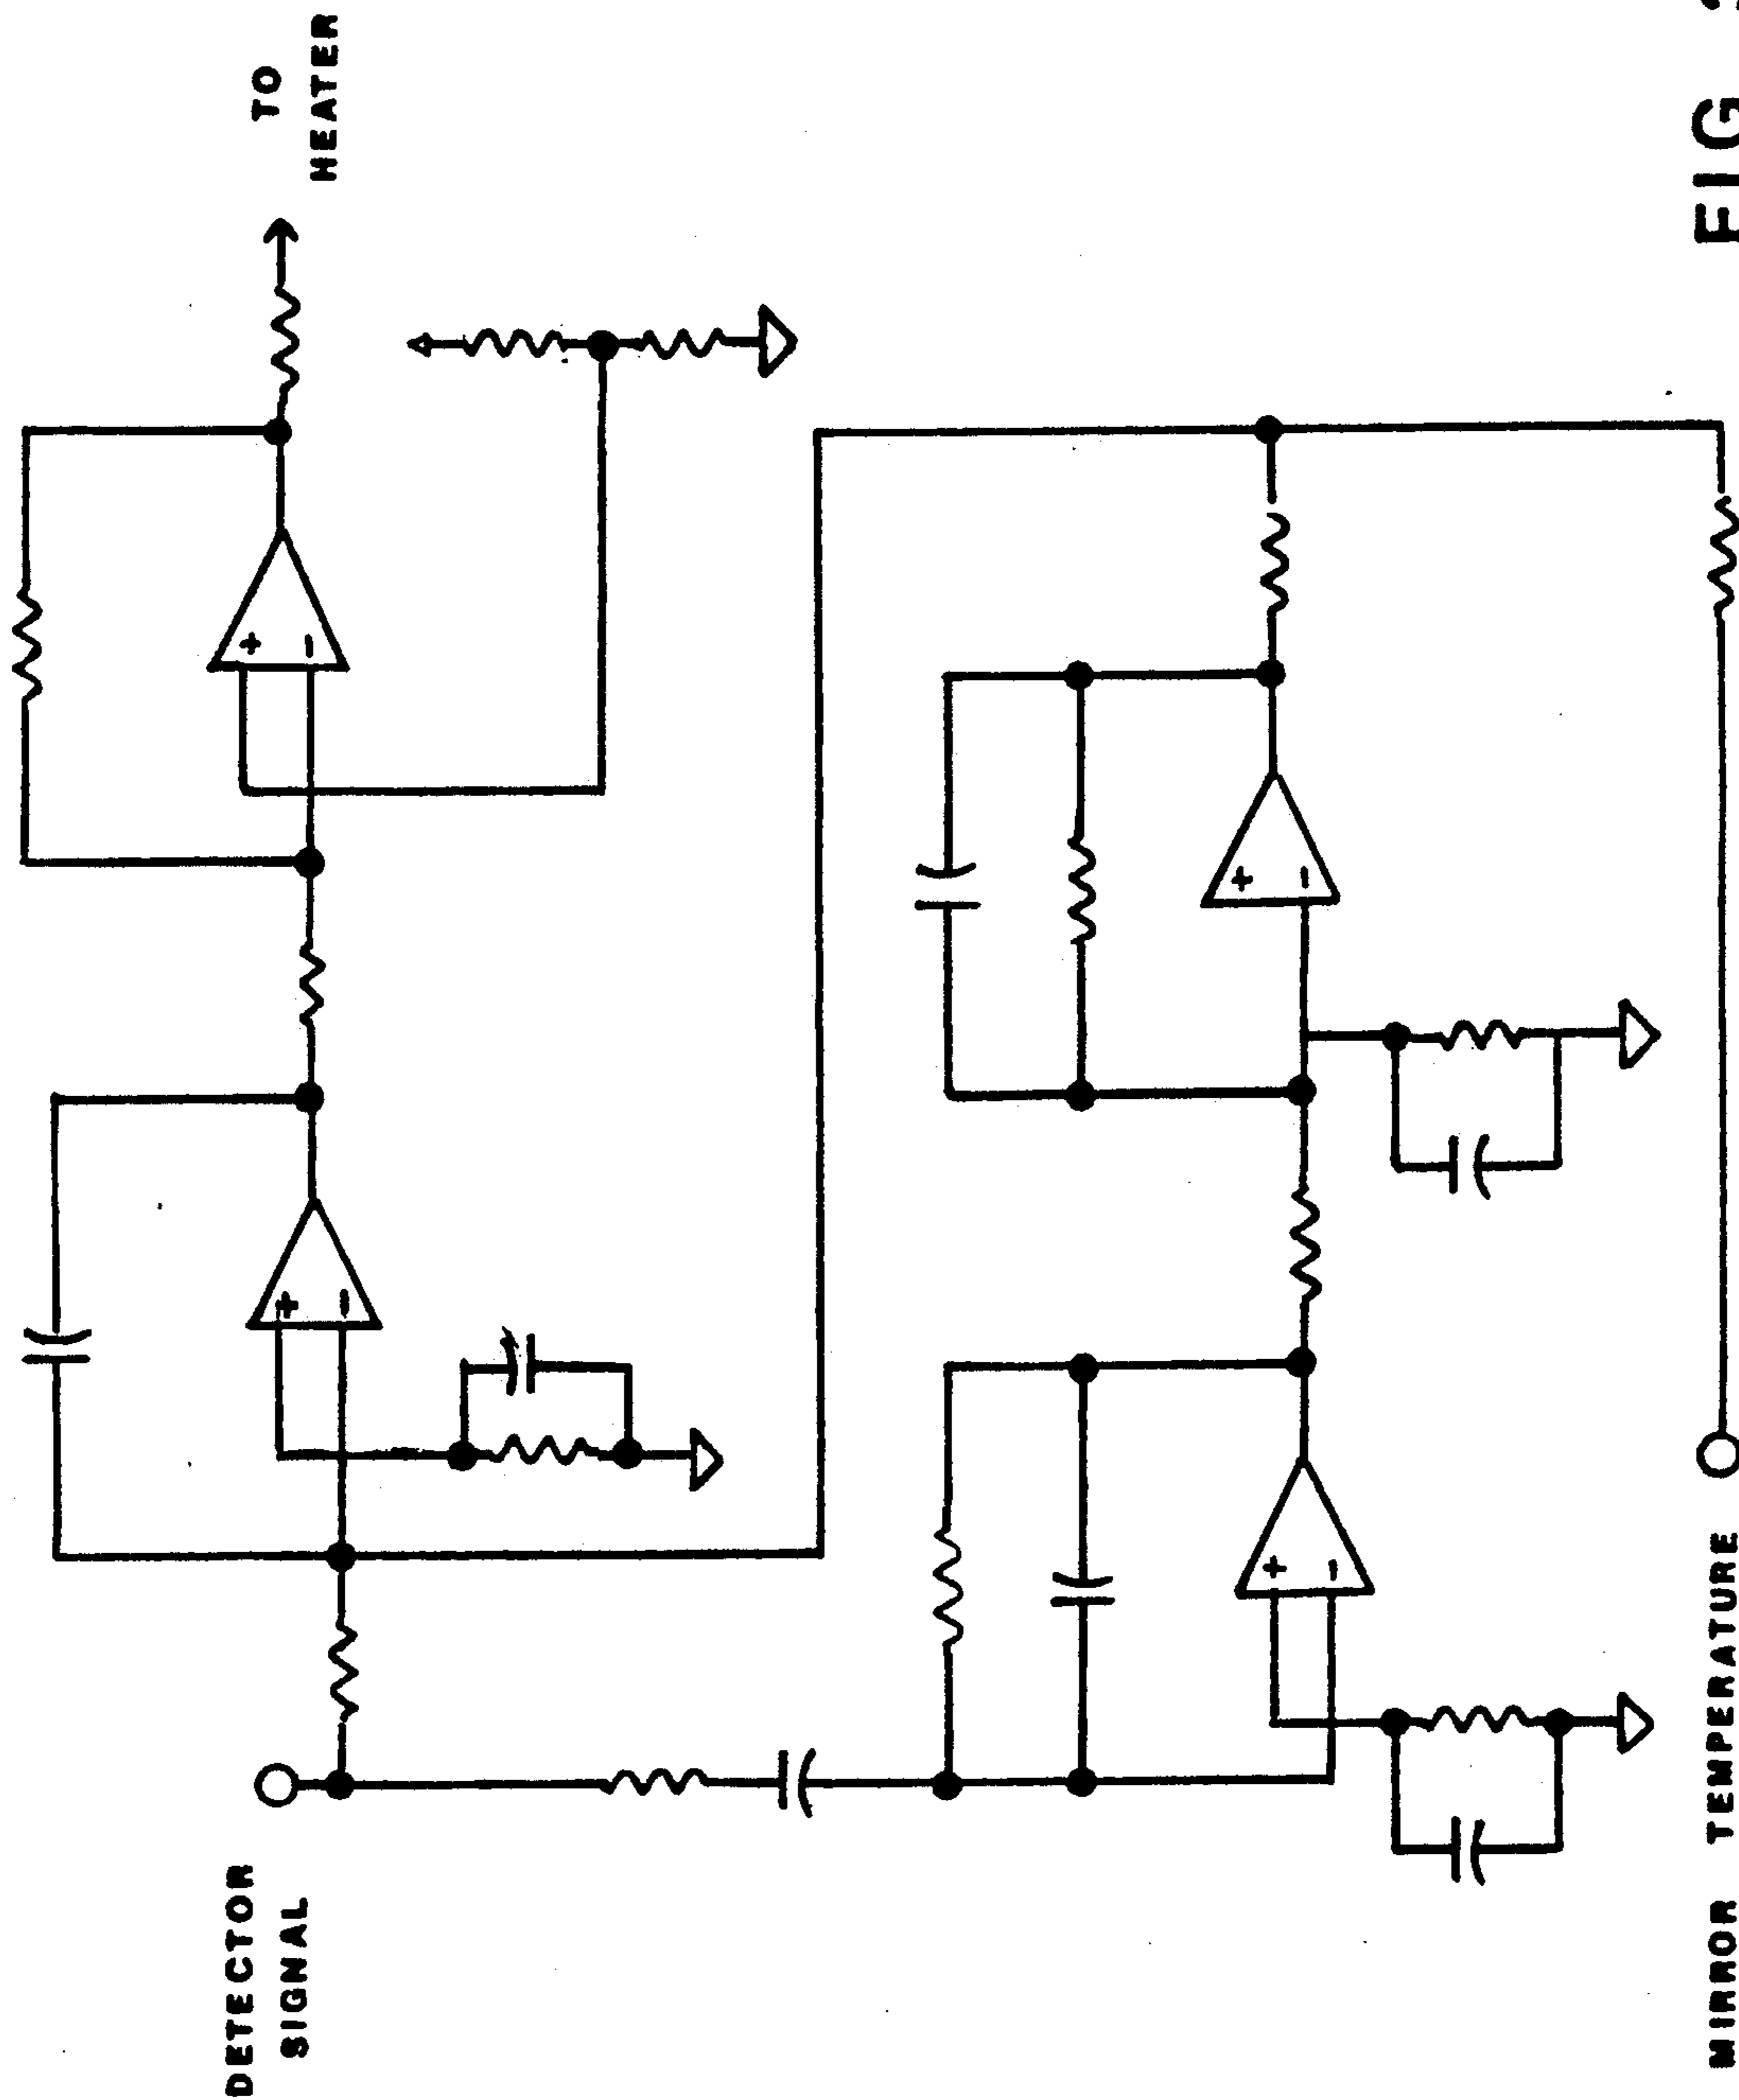 DETECTOR
SIGNAL
TO
HEATER
+
-
+
-
+
-
+
-
MIRROR TEMPERATURE
FIG